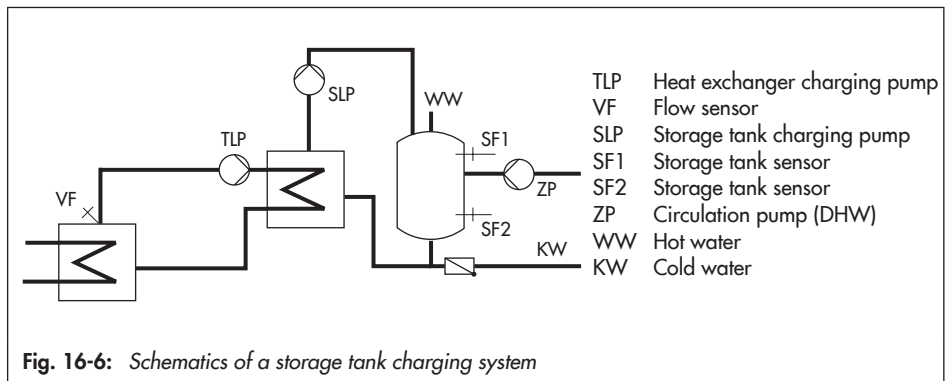 SLP
WW
TLP
SF1
VF
ZP
SF2
KW
TLP Heat exchanger charging pump
VF Flow sensor
SLP Storage tank charging pump
SF1 Storage tank sensor
SF2 Storage tank sensor
ZP Circulation pump (DHW)
WW Hot water
KW Cold water
Fig. 16-6: Schematics of a storage tank charging system